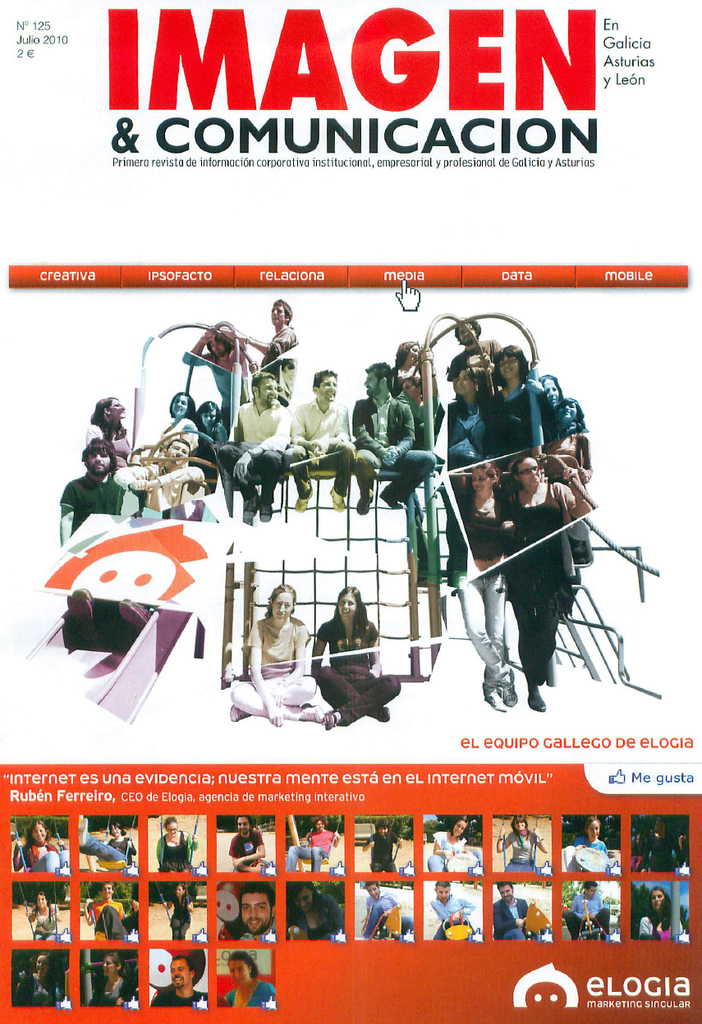 Nº 125
Julio 2010
2 €
IMAGEN
& COMUNICACION
En
Galicia
Asturias
y León
Primera revista de información corporativa institucional, empresarial y profesional de Galicia y Asturias
creativa IPSOFACTO relaciona media DATA MOBILE
EL EQUIPO GALLEGO DE ELOGIA
"INTERNET ES UNA EVIDENCIA; NUESTRA MENTE ESTÁ EN EL INTERNET MÓVIL"
Me gusta
Rubén Ferreiro, CEO de Elogia, agencia de marketing interativo
eLOGIA
MARKETING SINGULAR